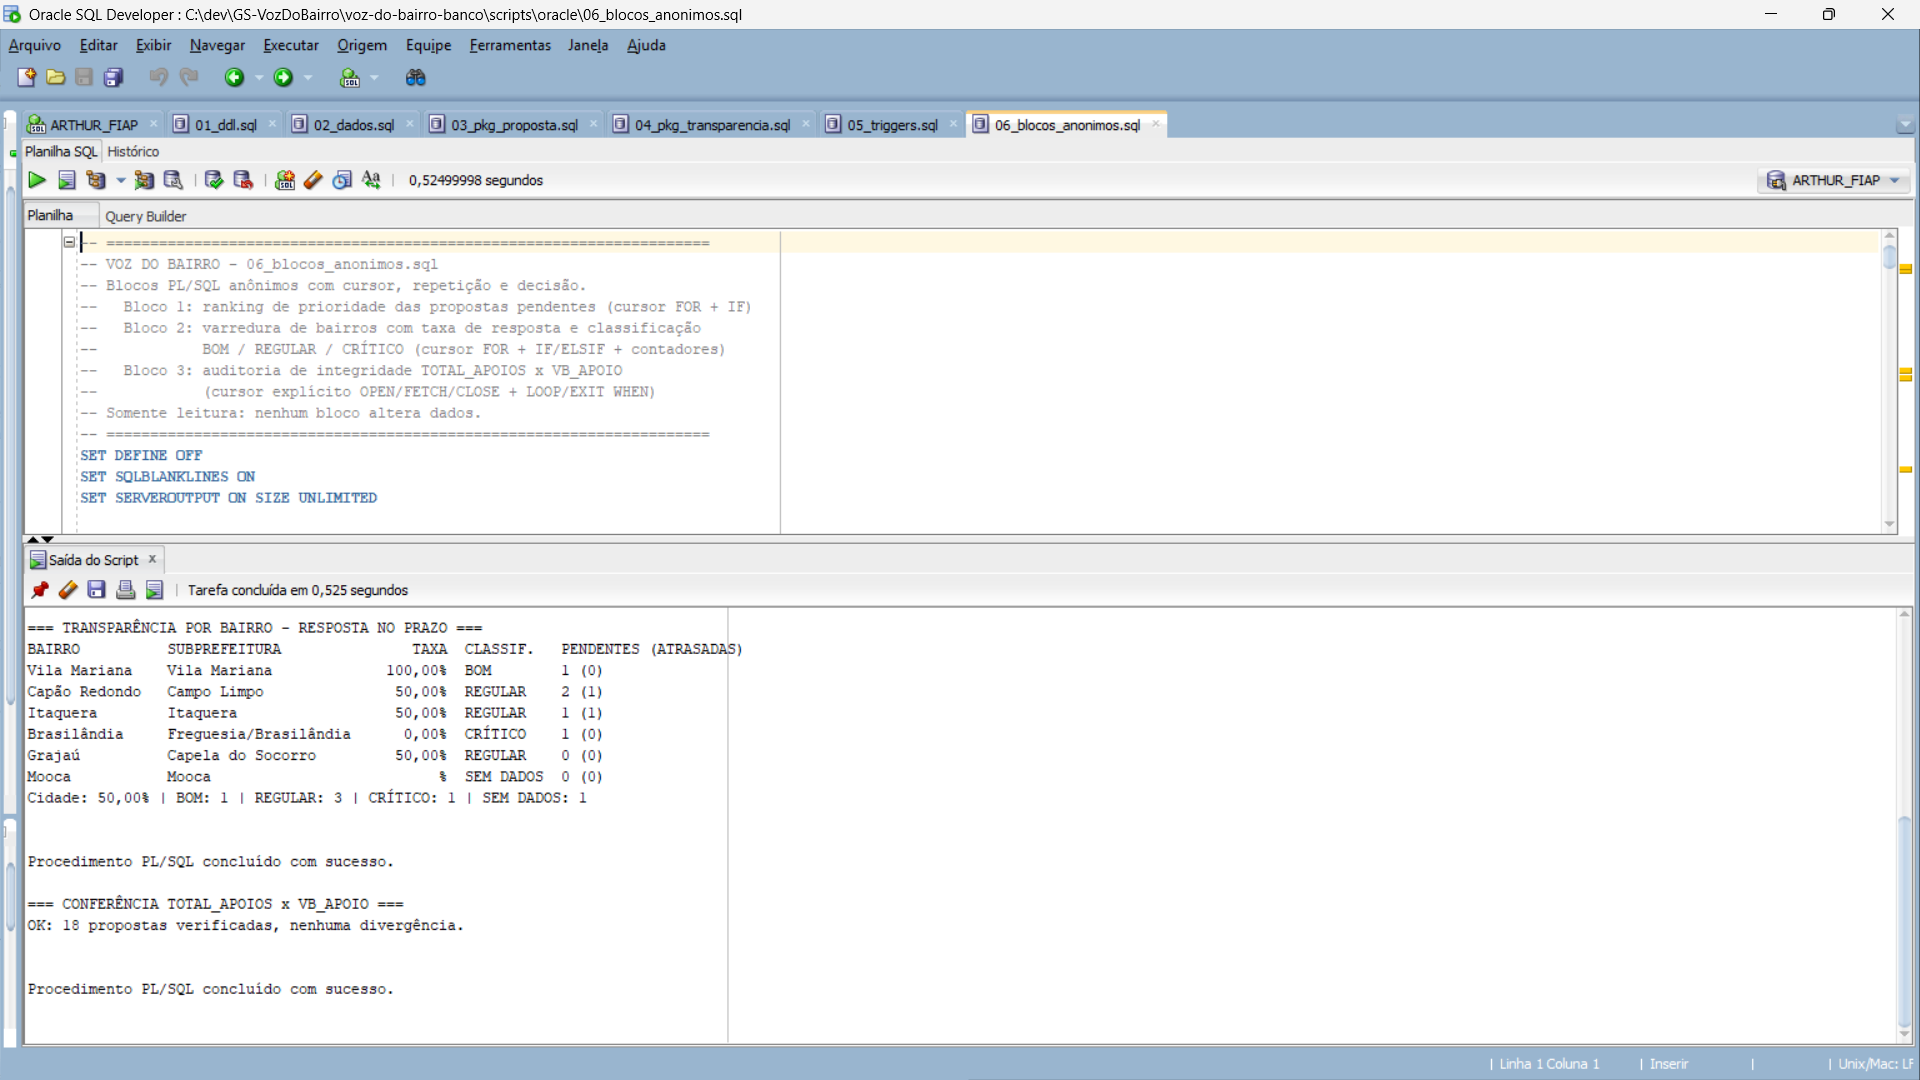 Oracle SQL Developer : C:\dev\GS-VozDoBairro\voz-do-bairro-banco\scripts\oracle\06_blocos_anonimos.sql
Arquivo Editar Exibir Navegar Executar Origem Equipe Ferramentas Janela Ajuda
ARTHUR_FIAP 01_ddl.sql 02_dados.sql 03_pkg_proposta.sql 04_pkg_transparencia.sql 05_triggers.sql 06_blocos_anonimos.sql
Planilha SQL Histórico
0,52499998 segundos ARTHUR_FIAP
Planilha Query Builder
-- =====================================================================
-- VOZ DO BAIRRO - 06_blocos_anonimos.sql
-- Blocos PL/SQL anônimos com cursor, repetição e decisão.
--   Bloco 1: ranking de prioridade das propostas pendentes (cursor FOR + IF)
--   Bloco 2: varredura de bairros com taxa de resposta e classificação
--            BOM / REGULAR / CRÍTICO (cursor FOR + IF/ELSIF + contadores)
--   Bloco 3: auditoria de integridade TOTAL_APOIOS x VB_APOIO
--            (cursor explícito OPEN/FETCH/CLOSE + LOOP/EXIT WHEN)
-- Somente leitura: nenhum bloco altera dados.
-- =====================================================================
SET DEFINE OFF
SET SQLBLANKLINES ON
SET SERVEROUTPUT ON SIZE UNLIMITED
Saída do Script
Tarefa concluída em 0,525 segundos
=== TRANSPARÊNCIA POR BAIRRO - RESPOSTA NO PRAZO ===
BAIRRO          SUBPREFEITURA               TAXA  CLASSIF.   PENDENTES (ATRASADAS)
Vila Mariana    Vila Mariana             100,00%  BOM        1 (0)
Capão Redondo   Campo Limpo               50,00%  REGULAR    2 (1)
Itaquera        Itaquera                  50,00%  REGULAR    1 (1)
Brasilândia     Freguesia/Brasilândia      0,00%  CRÍTICO    1 (0)
Grajaú          Capela do Socorro         50,00%  REGULAR    0 (0)
Mooca           Mooca                          %  SEM DADOS  0 (0)
Cidade: 50,00% | BOM: 1 | REGULAR: 3 | CRÍTICO: 1 | SEM DADOS: 1
Procedimento PL/SQL concluído com sucesso.
=== CONFERÊNCIA TOTAL_APOIOS x VB_APOIO ===
OK: 18 propostas verificadas, nenhuma divergência.
Procedimento PL/SQL concluído com sucesso.
| Linha 1 Coluna 1 | Inserir | | Unix/Mac: LF